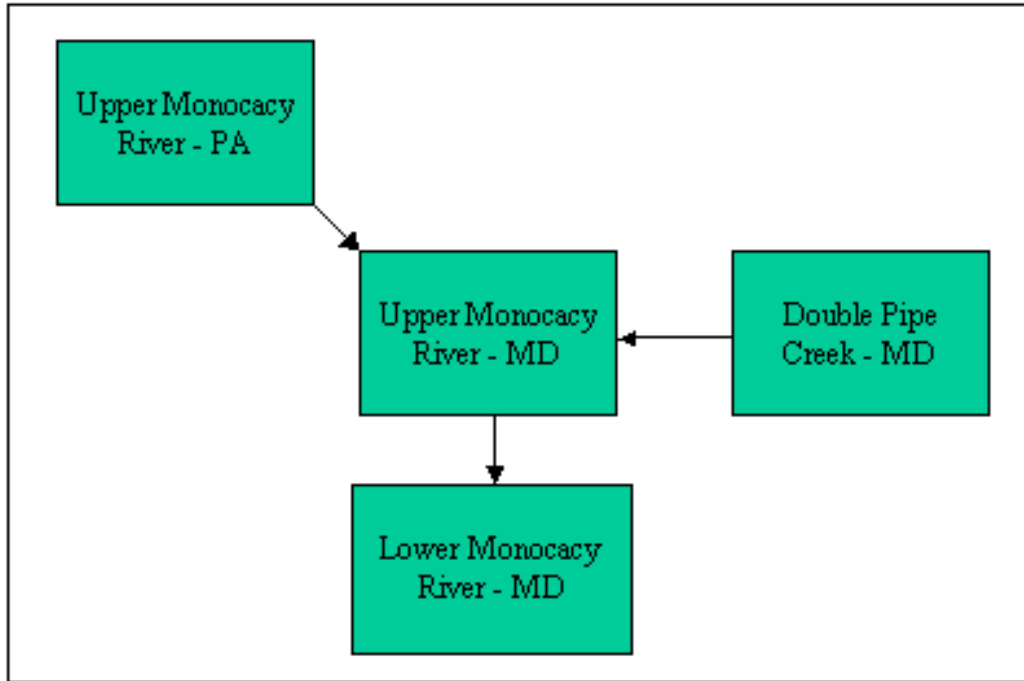 Upper Monocacy
River - PA
Upper Monocacy
River - MD
Double Pipe
Creek - MD
Lower Monocacy
River - MD